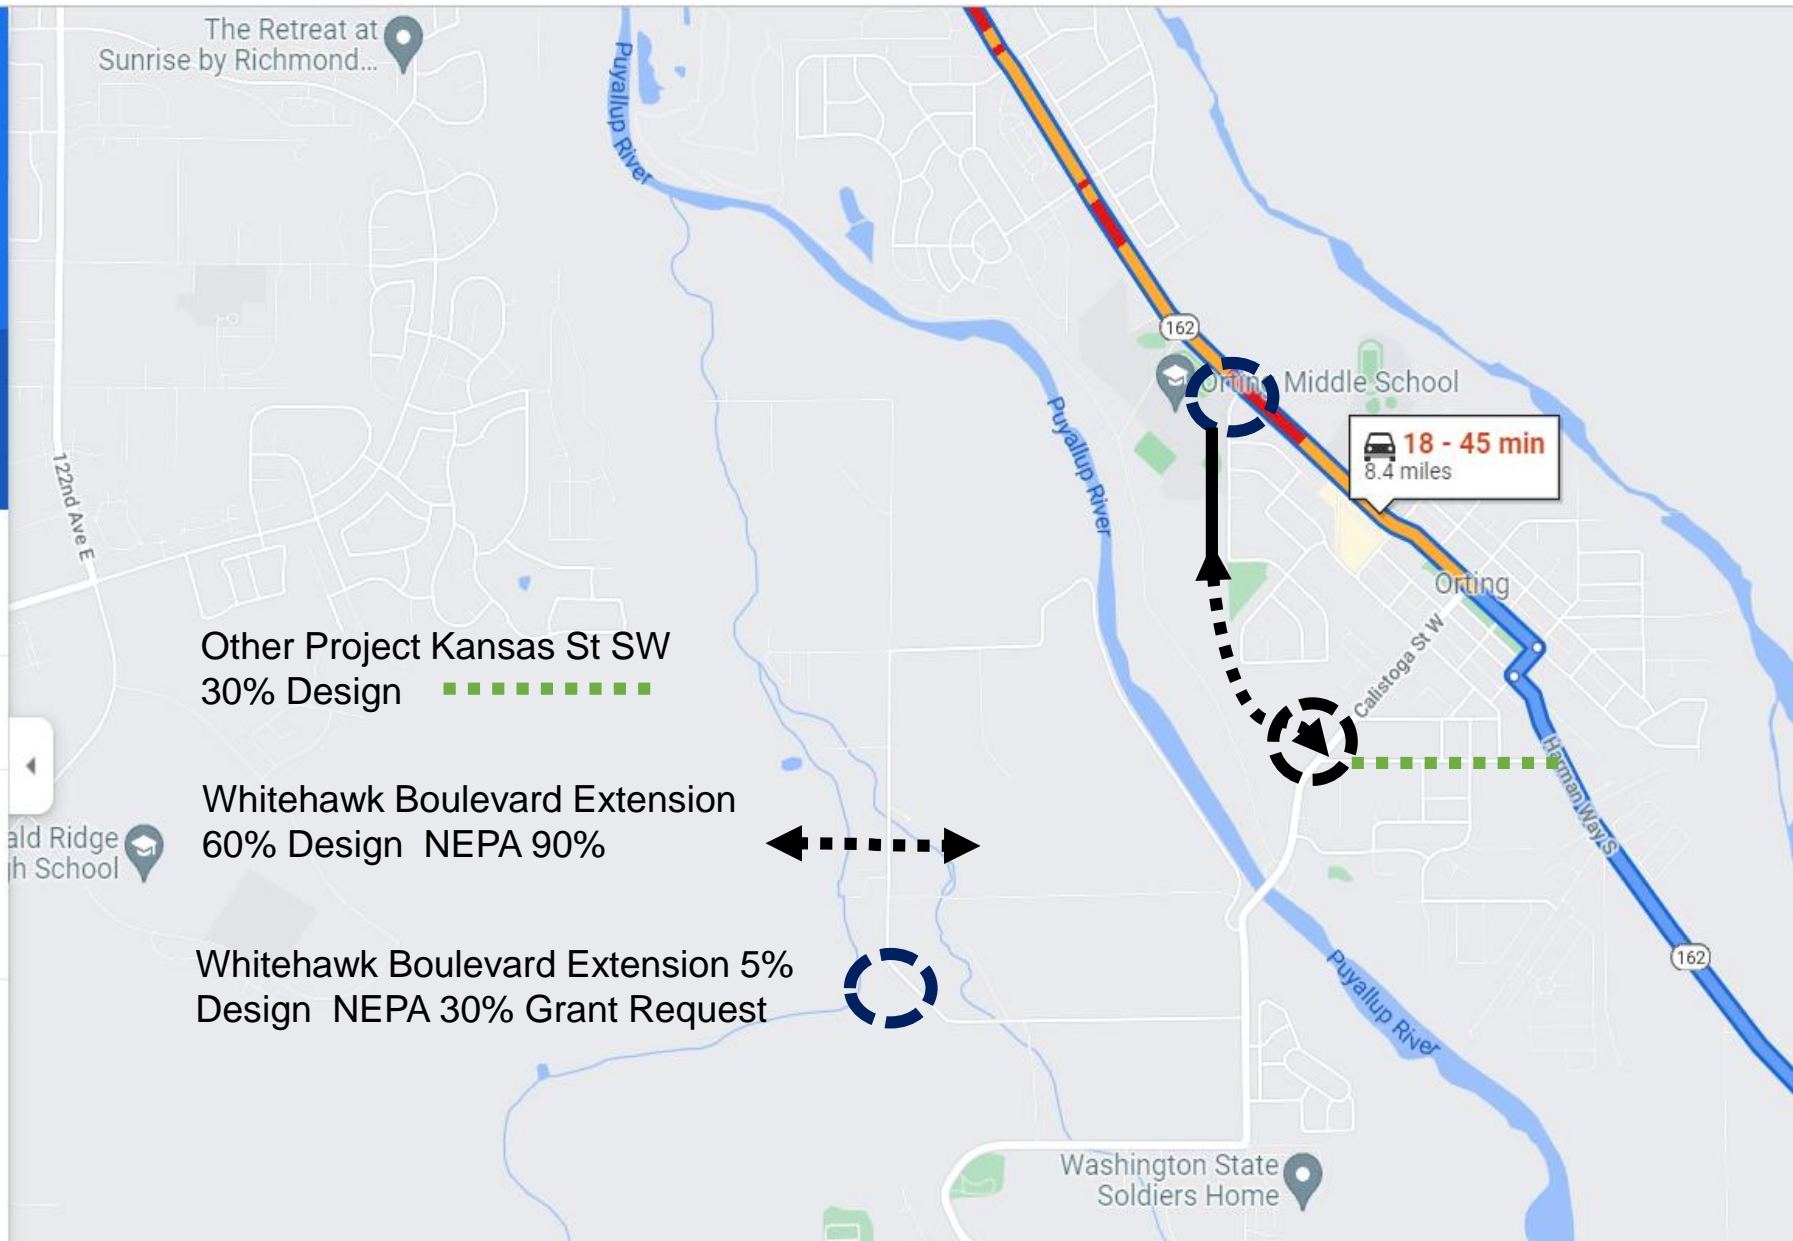 The Retreat at
Sunrise by Richmond...
Puyallup River
162
Orting Middle School
18 - 45 min
8.4 miles
Puyallup River
122nd Ave E
Orting
Calistoga St W
Other Project Kansas St SW
30% Design
Harman Way S
Whitehawk Boulevard Extension
60% Design NEPA 90%
ald Ridge
gh School
Whitehawk Boulevard Extension 5%
Design NEPA 30% Grant Request
162
Puyallup River
Washington State
Soldiers Home